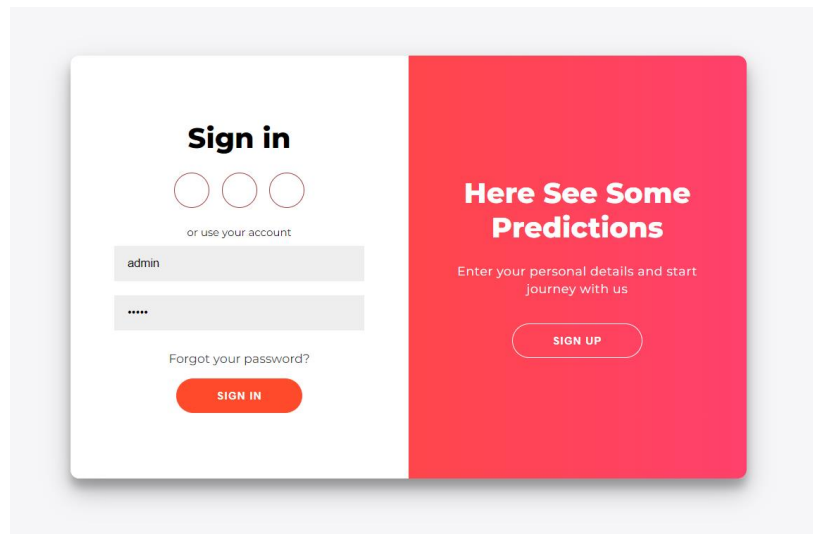 Sign in
or use your account
admin
•••••
Forgot your password?
SIGN IN
Here See Some
Predictions
Enter your personal details and start
journey with us
SIGN UP